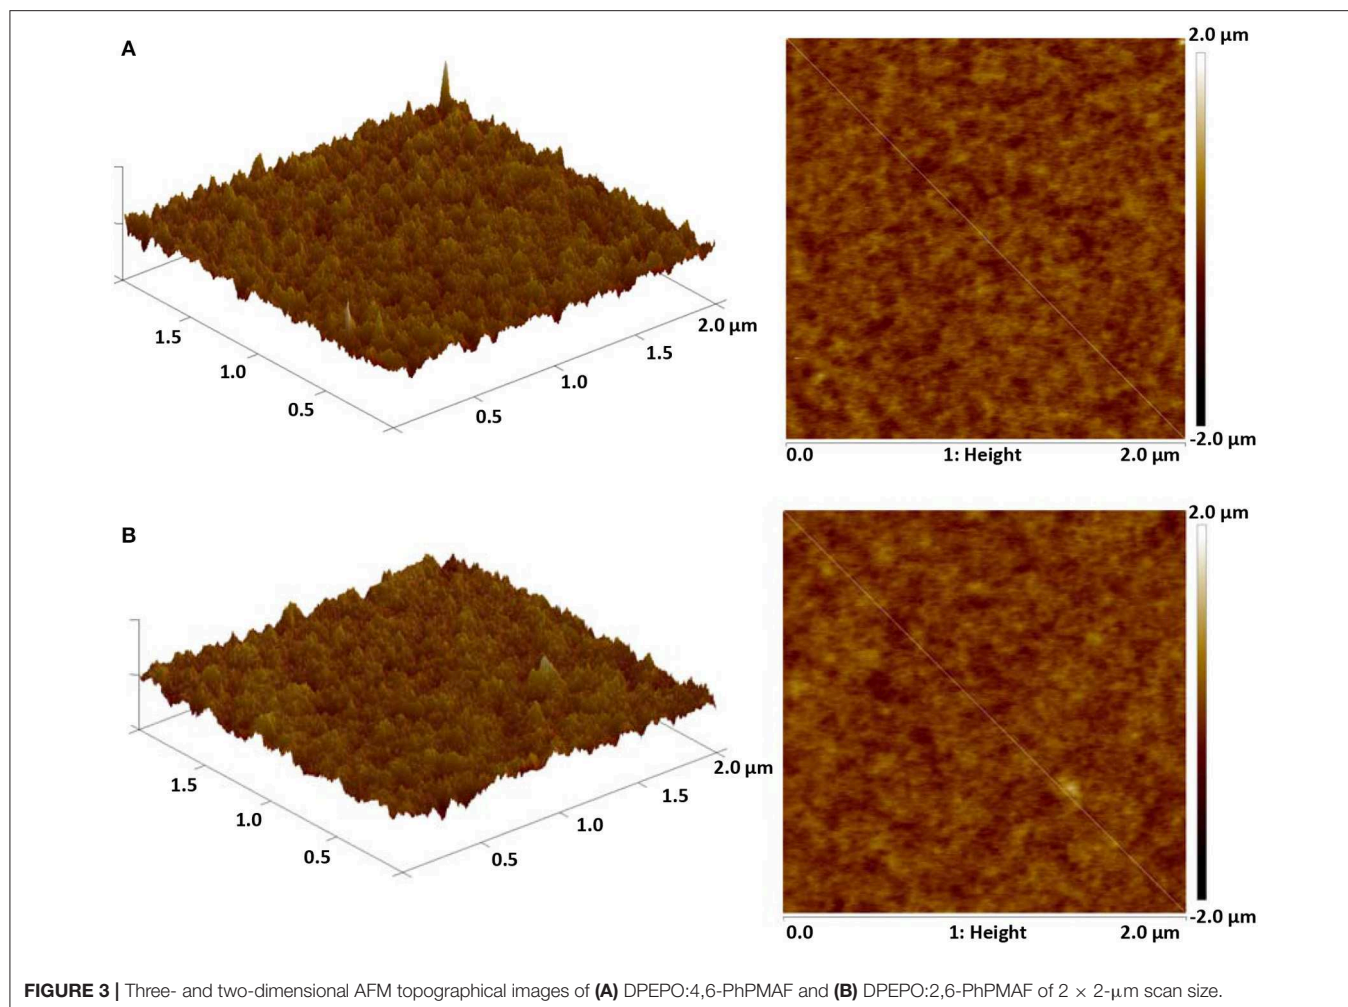 A
2.0 μm
1.5
1.0
0.5
0.5
1.0
1.5
2.0 μm
-2.0 μm
0.0 1: Height 2.0 μm
B
2.0 μm
1.5
1.0
0.5
0.5
1.0
1.5
2.0 μm
-2.0 μm
0.0 1: Height 2.0 μm
FIGURE 3 | Three- and two-dimensional AFM topographical images of (A) DPEPO:4,6-PhPMAF and (B) DPEPO:2,6-PhPMAF of 2 × 2-μm scan size.